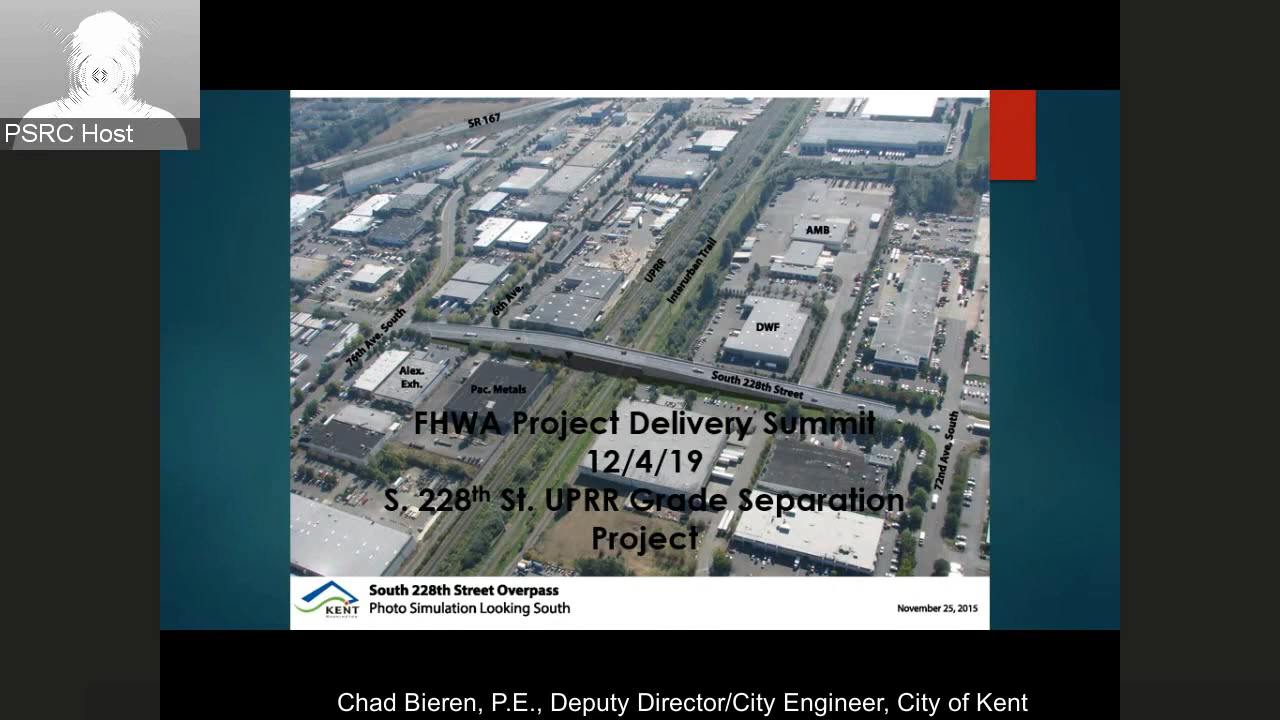 PSRC Host
SR 167
UPRR
Interurban Trail
AMB
6th Ave.
DWF
76th Ave. South
Alex.
Exh.
Pac. Metals
South 228th Street
72nd Ave. South
FHWA Project Delivery Summit
12/4/19
S. 228th St. UPRR Grade Separation
Project
KENT
WASHINGTON
South 228th Street Overpass
Photo Simulation Looking South
November 25, 2015
Chad Bieren, P.E., Deputy Director/City Engineer, City of Kent